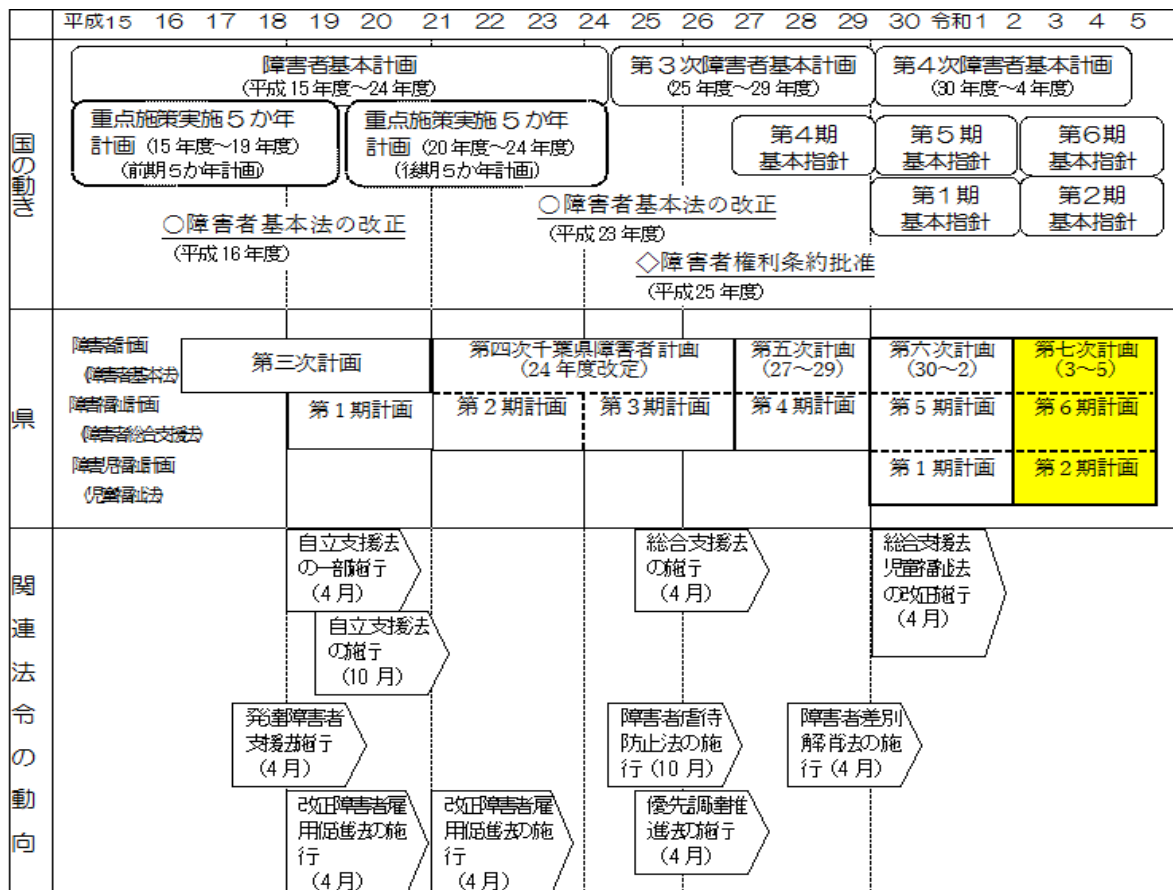 平成15 16 17 18 19 20 21 22 23 24 25 26 27 28 29 30 令和1 2 3 4 5
国の動き
障害者基本計画
(平成15年度～24年度)
第３次障害者基本計画
(25年度～29年度)
第４次障害者基本計画
(30年度～4年度)
重点施策実施５か年
計画(15年度～19年度)
(前期５か年計画)
重点施策実施５か年
計画(20年度～24年度)
(後期５か年計画)
第４期
基本指針
第５期
基本指針
第６期
基本指針
第１期
基本指針
第２期
基本指針
○障害者基本法の改正
(平成16年度)
○障害者基本法の改正
(平成23年度)
◇障害者権利条約批准
(平成25年度)
県
障害者計画
(障害者基本法)
第三次計画
第四次千葉県障害者計画
(24年度改定)
第五次計画
(27～29)
第六次計画
(30～2)
第七次計画
(3～5)
障害福祉計画
(障害者総合支援法)
第１期計画
第２期計画
第３期計画
第４期計画
第５期計画
第６期計画
障害児福祉計画
(児童福祉法)
第１期計画
第２期計画
関連法令の動向
自立支援法
の一部施行
(4月)
総合支援法
の施行
(4月)
総合支援法
児童福祉法
の改正施行
(4月)
自立支援法
の施行
(10月)
発達障害者
支援法施行
(4月)
障害者虐待
防止法の施
行(10月)
障害者差別
解消法の施
行(4月)
改正障害者雇
用促進法の施
行
(4月)
改正障害者雇
用促進法の施
行
(4月)
優先調達推
進法の施行
(4月)